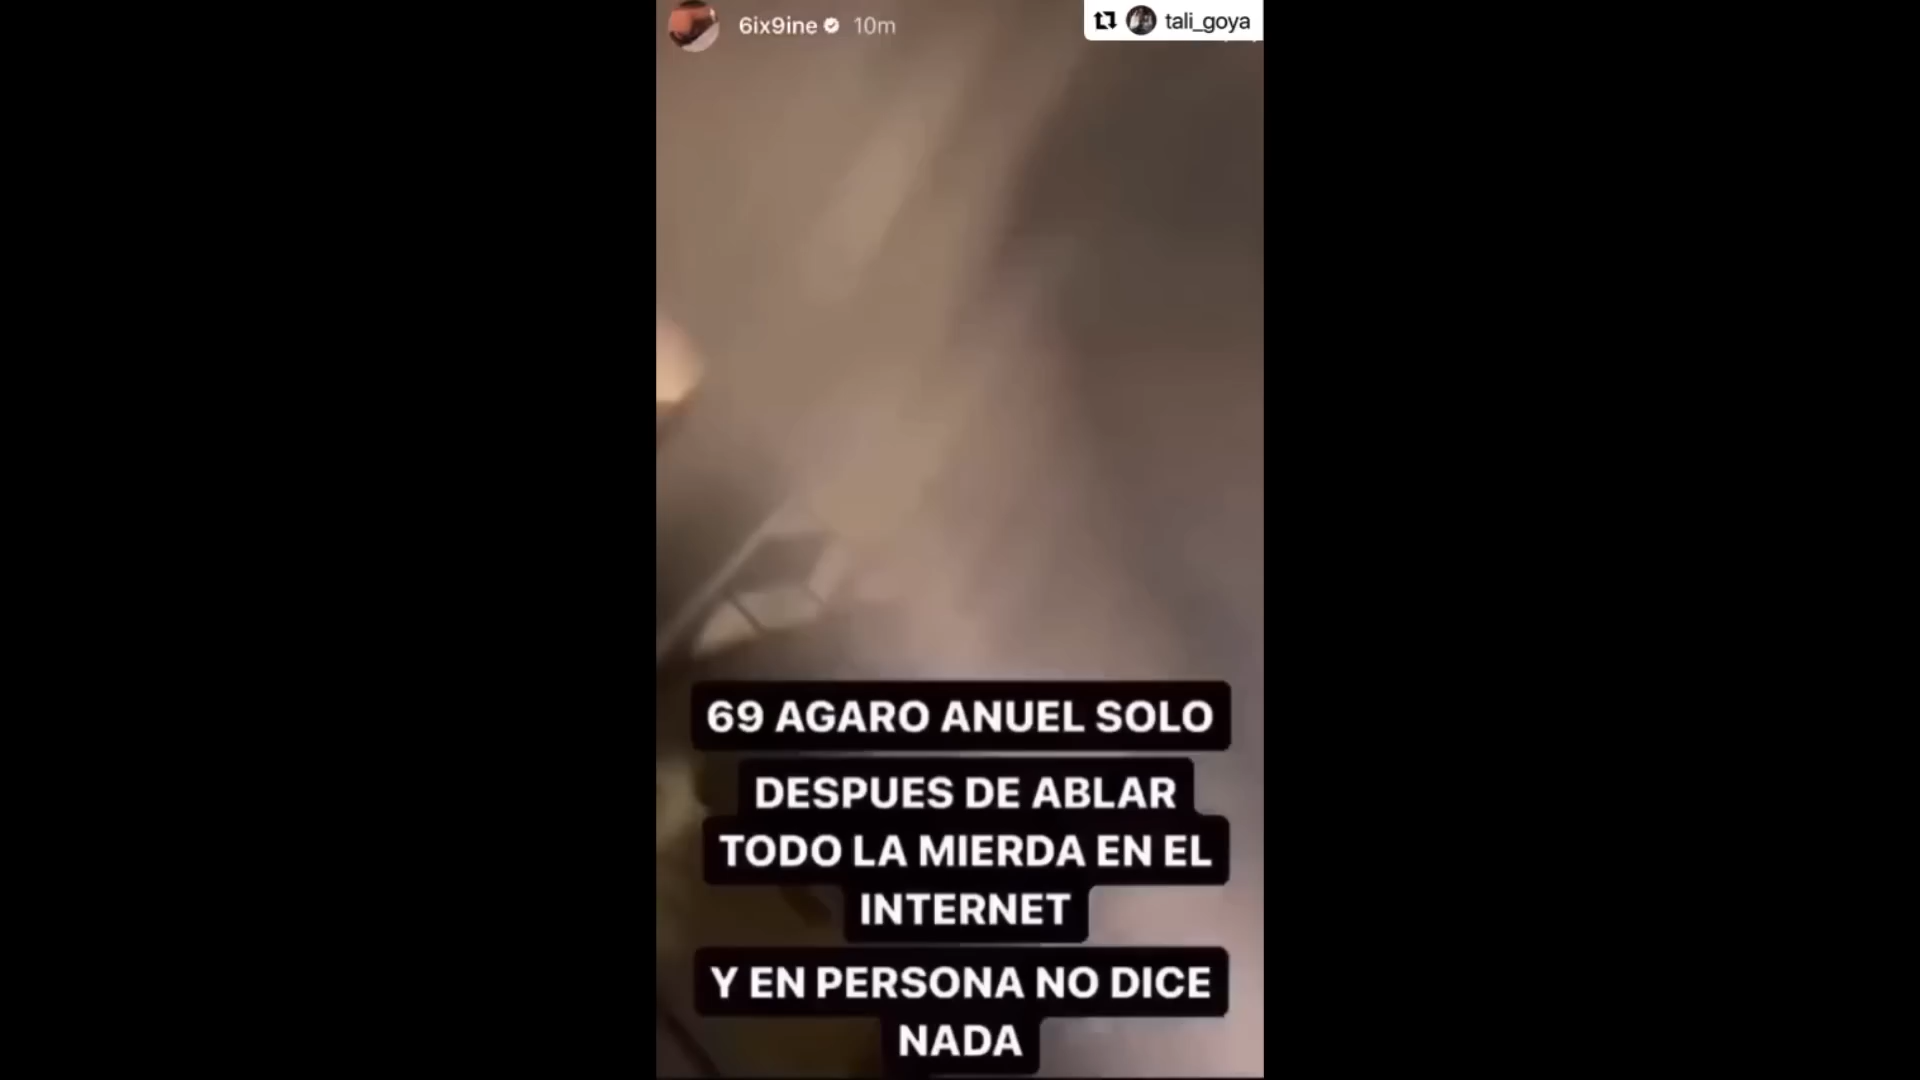 6ix9ine 10m
tali_goya
69 AGARO ANUEL SOLO
DESPUES DE ABLAR
TODO LA MIERDA EN EL
INTERNET
Y EN PERSONA NO DICE
NADA